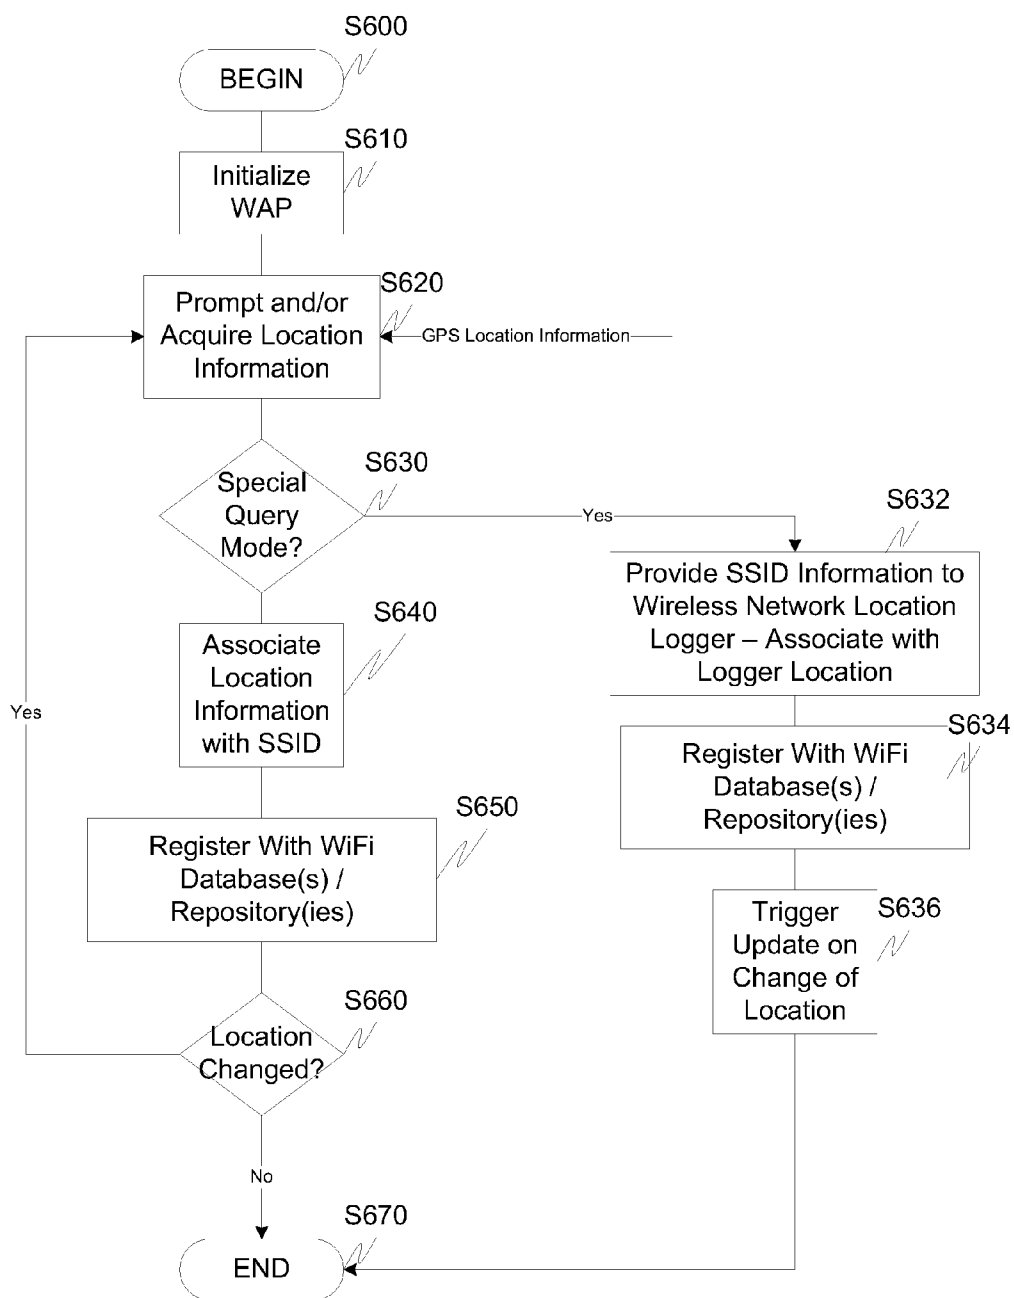 S600
BEGIN
S610
Initialize
WAP
S620
Prompt and/or
Acquire Location
Information
GPS Location Information
S630
Special
Query
Mode?
Yes
S632
Provide SSID Information to
Wireless Network Location
Logger – Associate with
Logger Location
S640
Associate
Location
Information
with SSID
Yes
S634
Register With WiFi
Database(s) /
Repository(ies)
S650
Register With WiFi
Database(s) /
Repository(ies)
S636
Trigger
Update on
Change of
Location
S660
Location
Changed?
No
S670
END